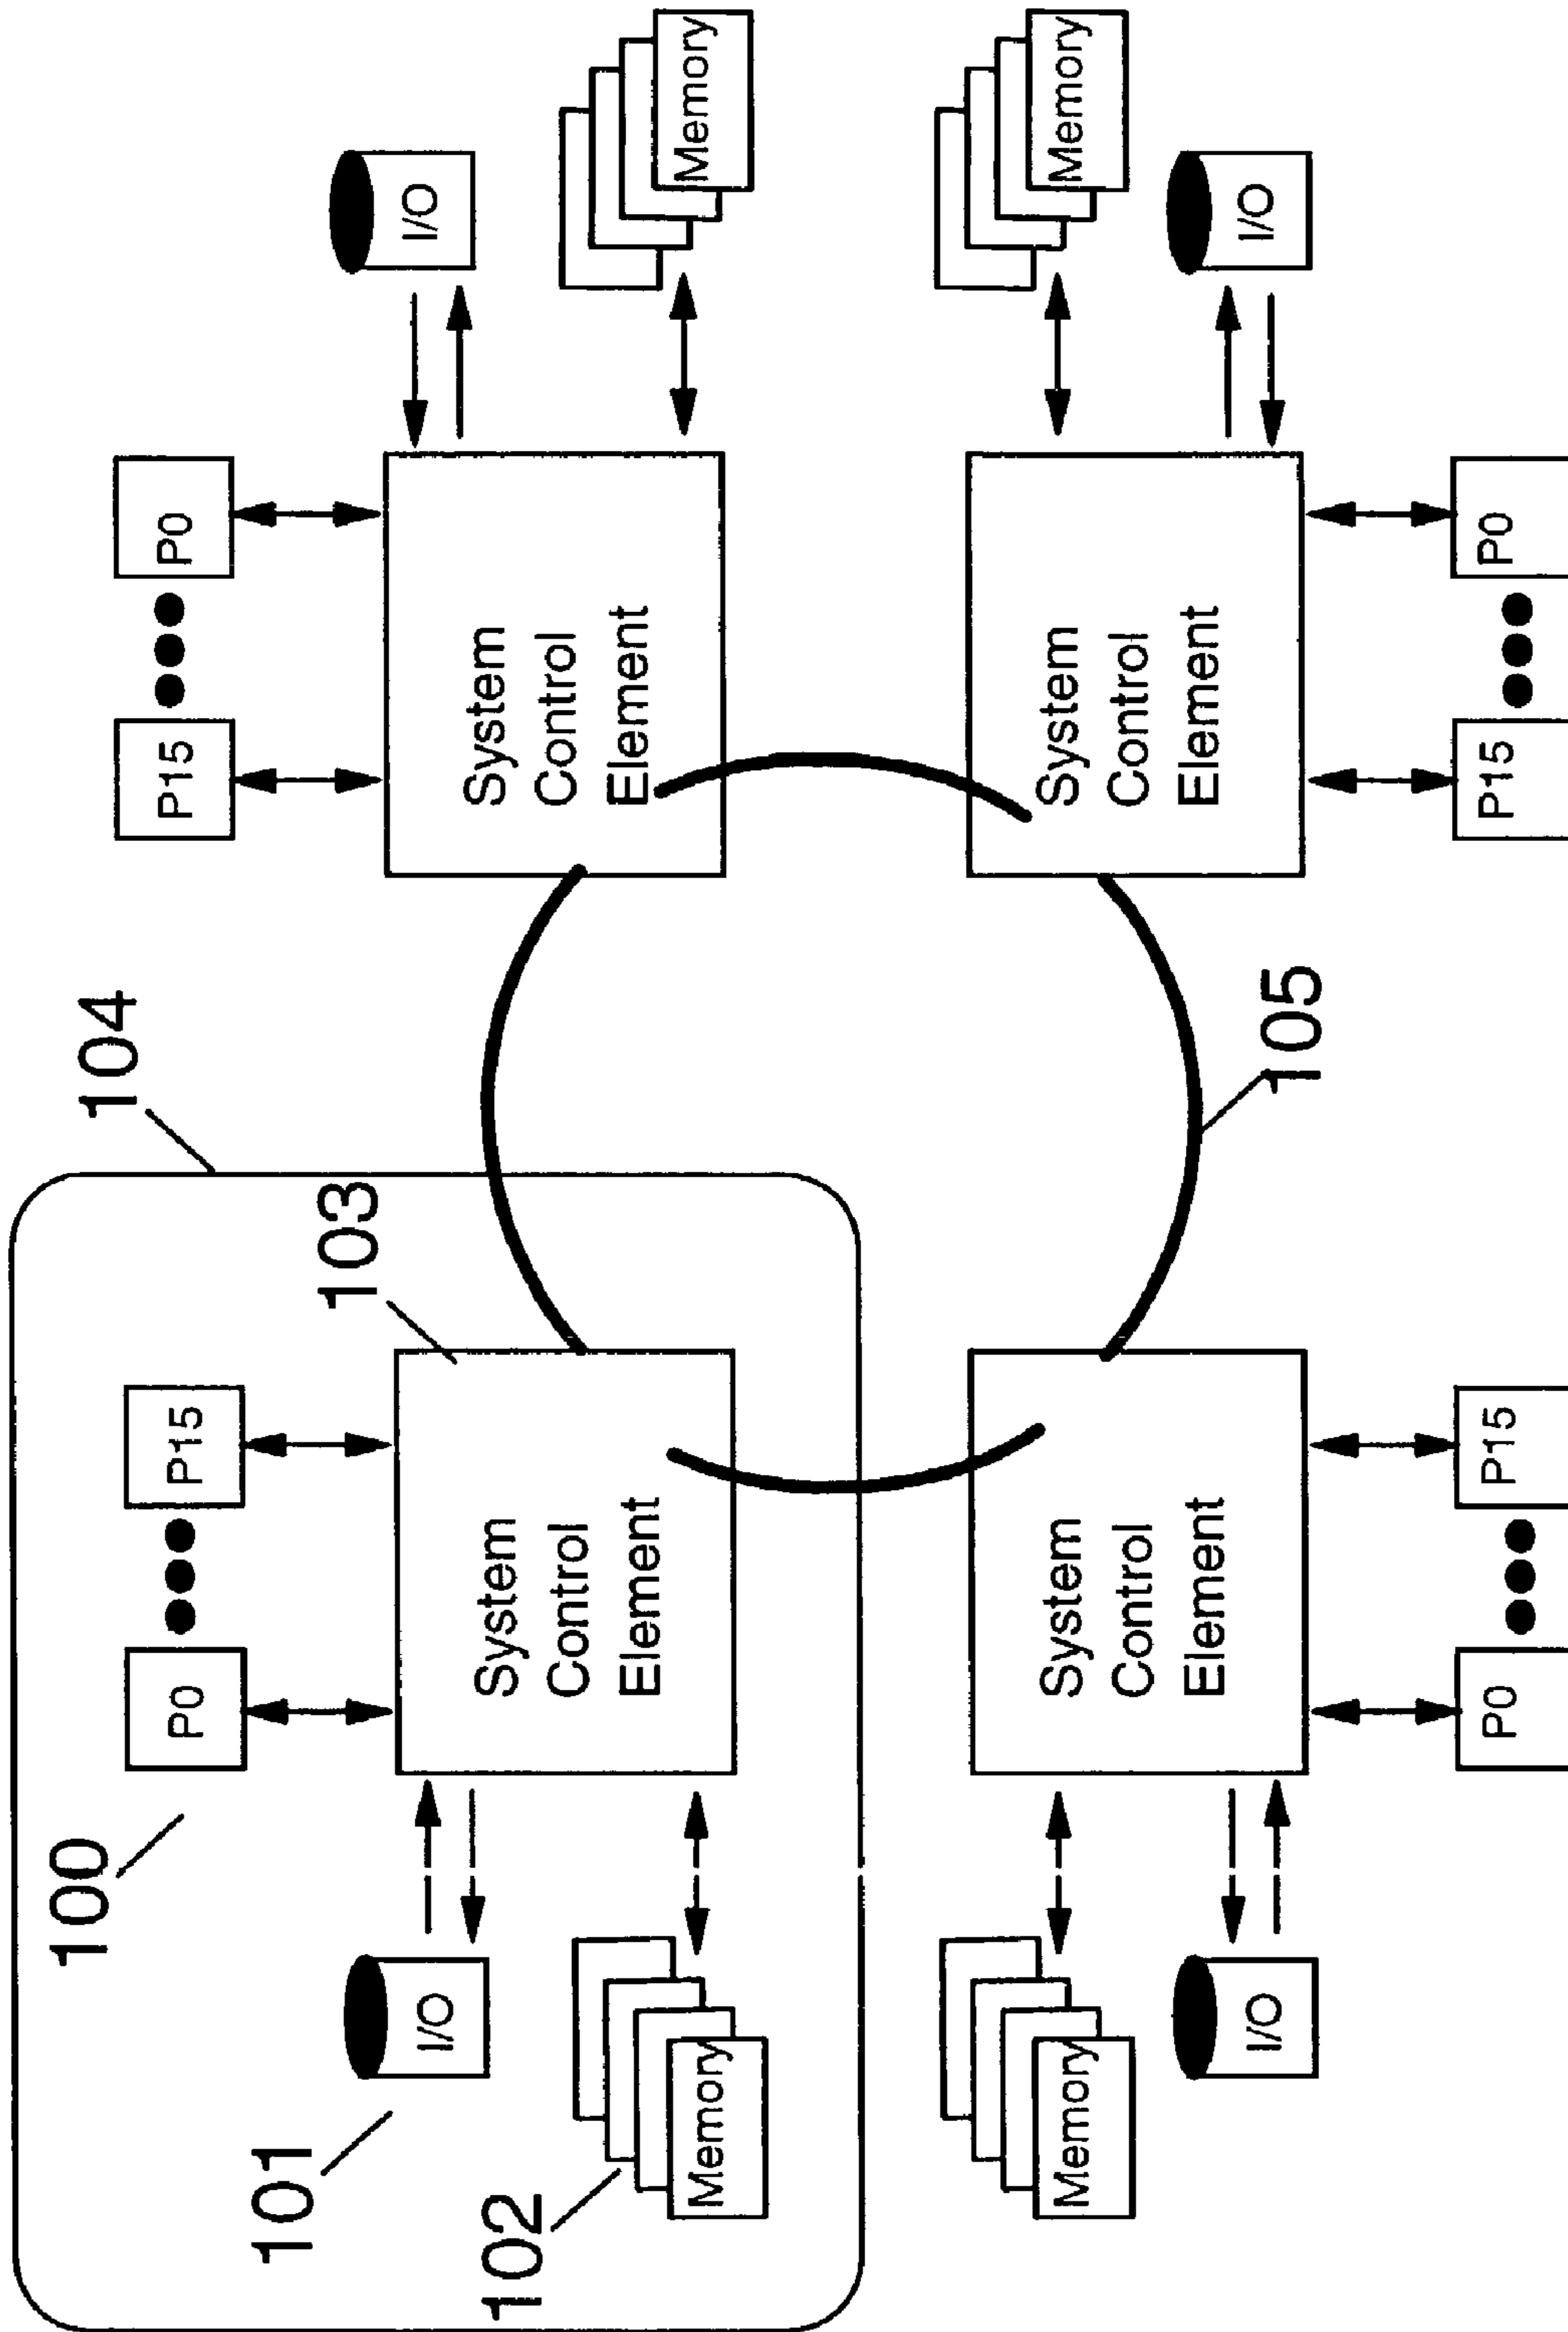 100
104
P0
P15
P15
P0
101
103
I/O
System
Control
Element
System
Control
Element
I/O
102
Memory
Memory
Memory
System
Control
Element
System
Control
Element
Memory
I/O
I/O
105
P0
P15
P15
P0